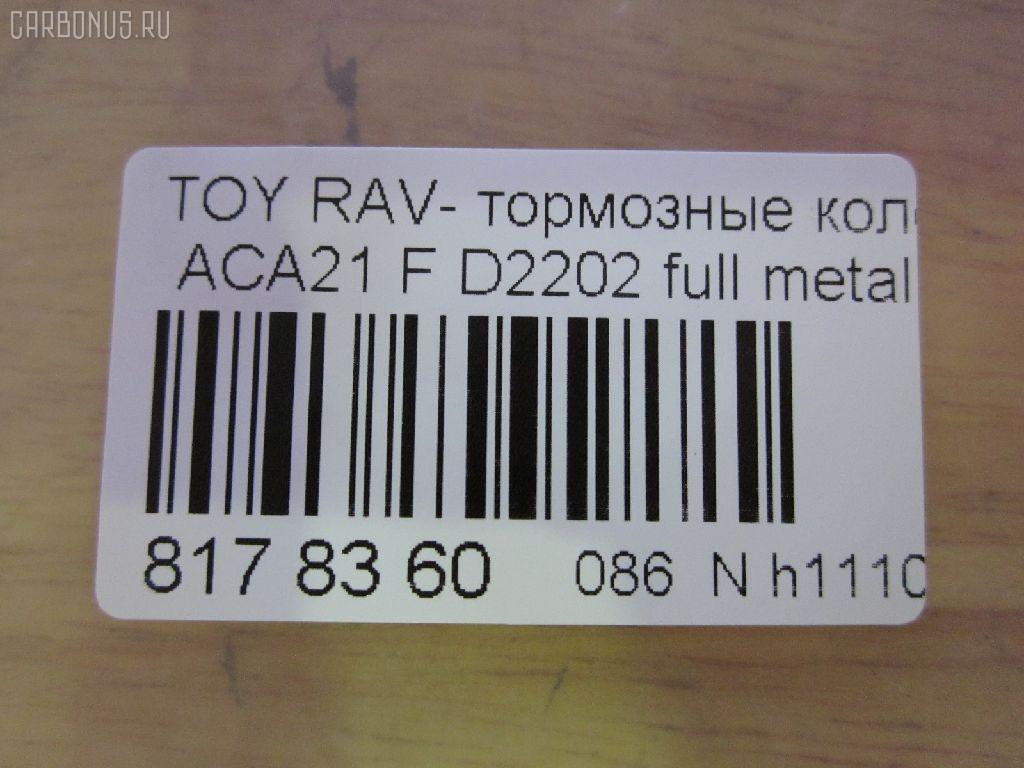 CARBONUS.RU
TOY RAV- тормозные кол
ACA21 F D2202 full metal
817 83 60 086 N h1110